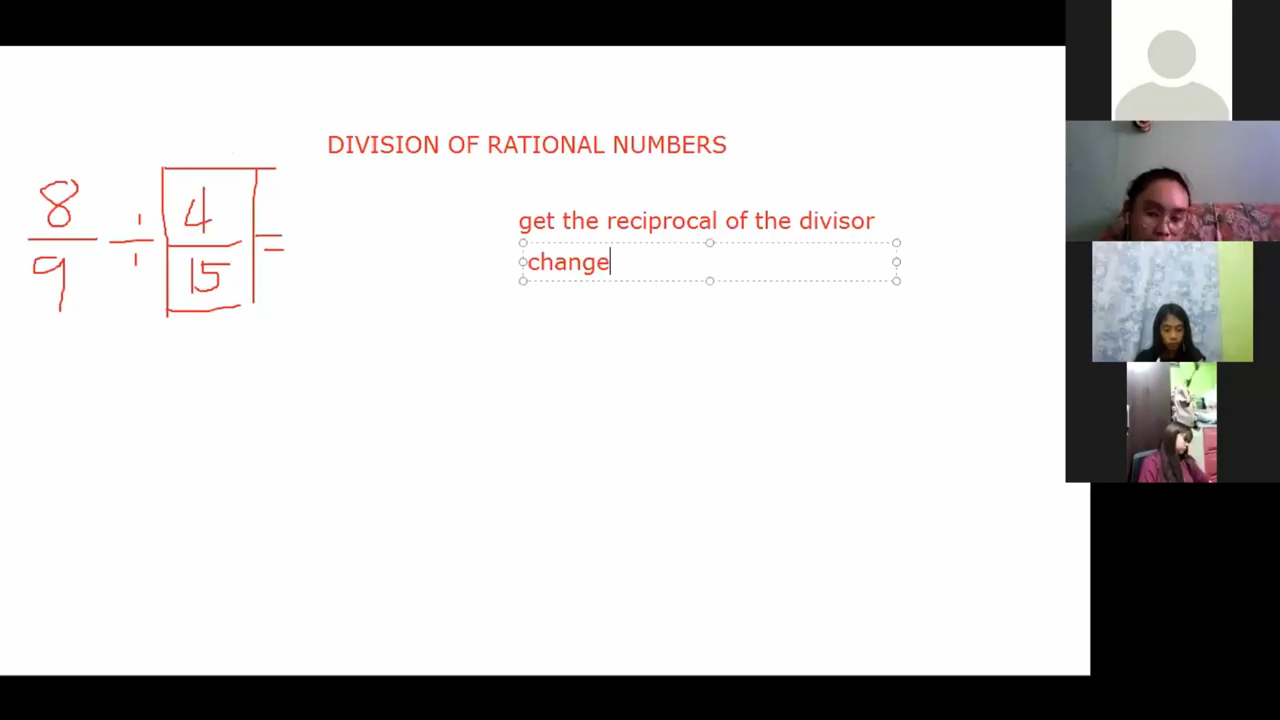 DIVISION OF RATIONAL NUMBERS
8/9 ÷ 4/15 =
get the reciprocal of the divisor
change